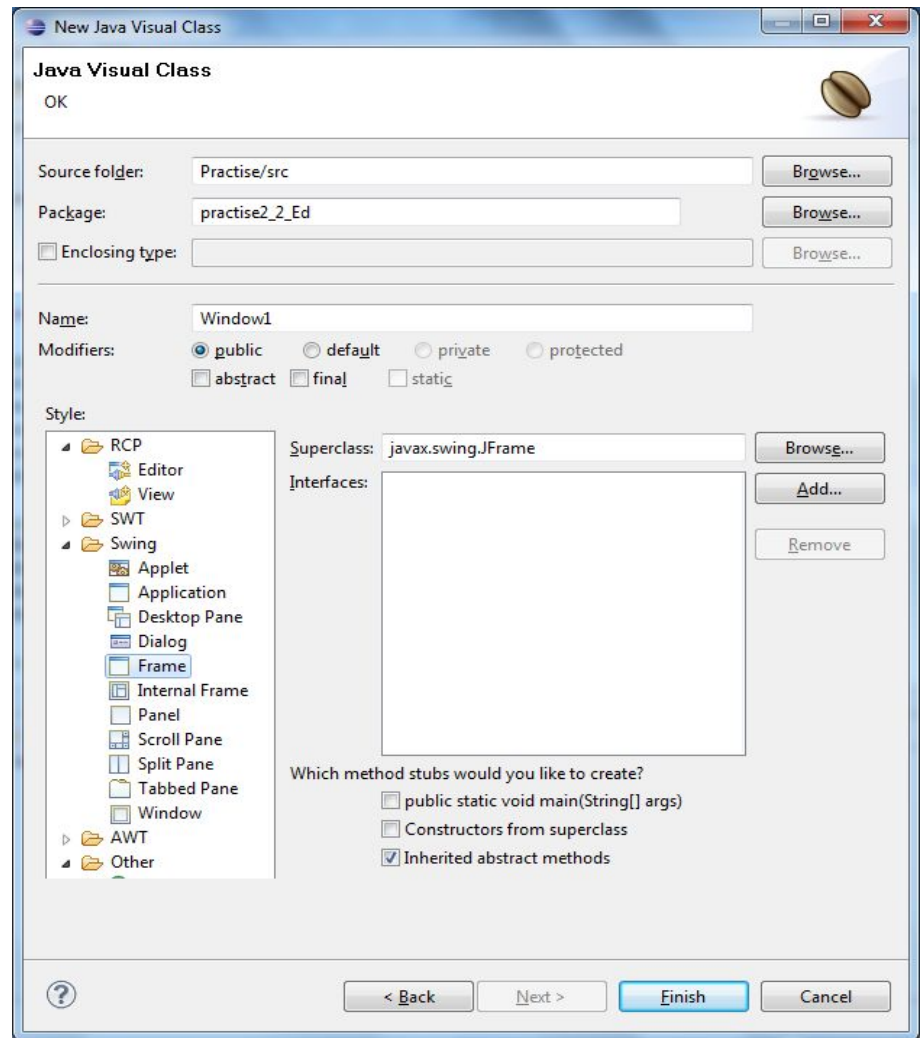 New Java Visual Class
Java Visual Class
OK
Source folder: Practise/src Browse...
Package: practise2_2_Ed Browse...
Enclosing type: Browse...
Name: Window1
Modifiers: public default private protected
abstract final static
Style:
RCP
Editor
View
SWT
Swing
Applet
Application
Desktop Pane
Dialog
Frame
Internal Frame
Panel
Scroll Pane
Split Pane
Tabbed Pane
Window
AWT
Other
Superclass: javax.swing.JFrame Browse...
Interfaces: Add...
Remove
Which method stubs would you like to create?
public static void main(String[] args)
Constructors from superclass
Inherited abstract methods
? < Back Next > Finish Cancel